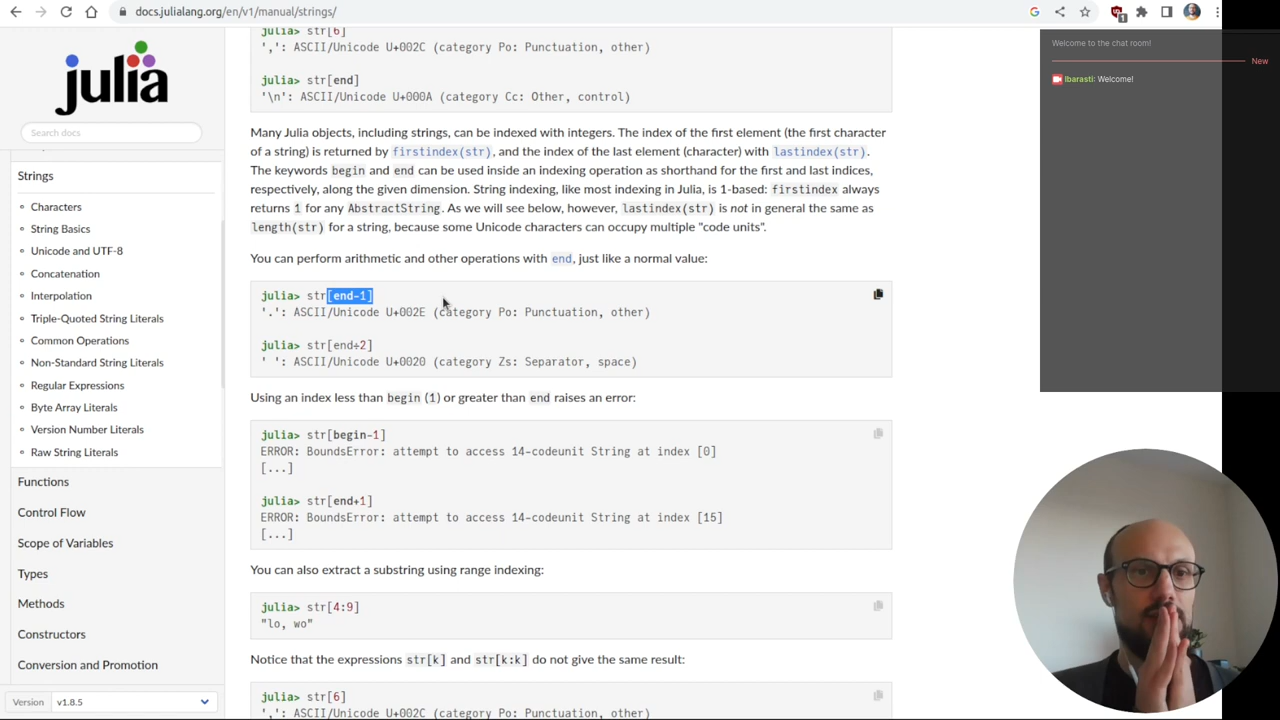 docs.julialang.org/en/v1/manual/strings/
1
julia
Search docs
Strings
Characters
String Basics
Unicode and UTF-8
Concatenation
Interpolation
Triple-Quoted String Literals
Common Operations
Non-Standard String Literals
Regular Expressions
Byte Array Literals
Version Number Literals
Raw String Literals
Functions
Control Flow
Scope of Variables
Types
Methods
Constructors
Conversion and Promotion
Version v1.8.5
julia> str[6]
',': ASCII/Unicode U+002C (category Po: Punctuation, other)
julia> str[end]
'\n': ASCII/Unicode U+000A (category Cc: Other, control)
Many Julia objects, including strings, can be indexed with integers. The index of the first element (the first character
of a string) is returned by firstindex(str), and the index of the last element (character) with lastindex(str).
The keywords begin and end can be used inside an indexing operation as shorthand for the first and last indices,
respectively, along the given dimension. String indexing, like most indexing in Julia, is 1-based: firstindex always
returns 1 for any AbstractString. As we will see below, however, lastindex(str) is not in general the same as
length(str) for a string, because some Unicode characters can occupy multiple "code units".
You can perform arithmetic and other operations with end, just like a normal value:
julia> str[end-1]
'.': ASCII/Unicode U+002E (category Po: Punctuation, other)
julia> str[end÷2]
' ': ASCII/Unicode U+0020 (category Zs: Separator, space)
Using an index less than begin (1) or greater than end raises an error:
julia> str[begin-1]
ERROR: BoundsError: attempt to access 14-codeunit String at index [0]
[...]
julia> str[end+1]
ERROR: BoundsError: attempt to access 14-codeunit String at index [15]
[...]
You can also extract a substring using range indexing:
julia> str[4:9]
"lo, wo"
Notice that the expressions str[k] and str[k:k] do not give the same result:
julia> str[6]
',': ASCII/Unicode U+002C (category Po: Punctuation, other)
Welcome to the chat room!
New
lbarasti: Welcome!